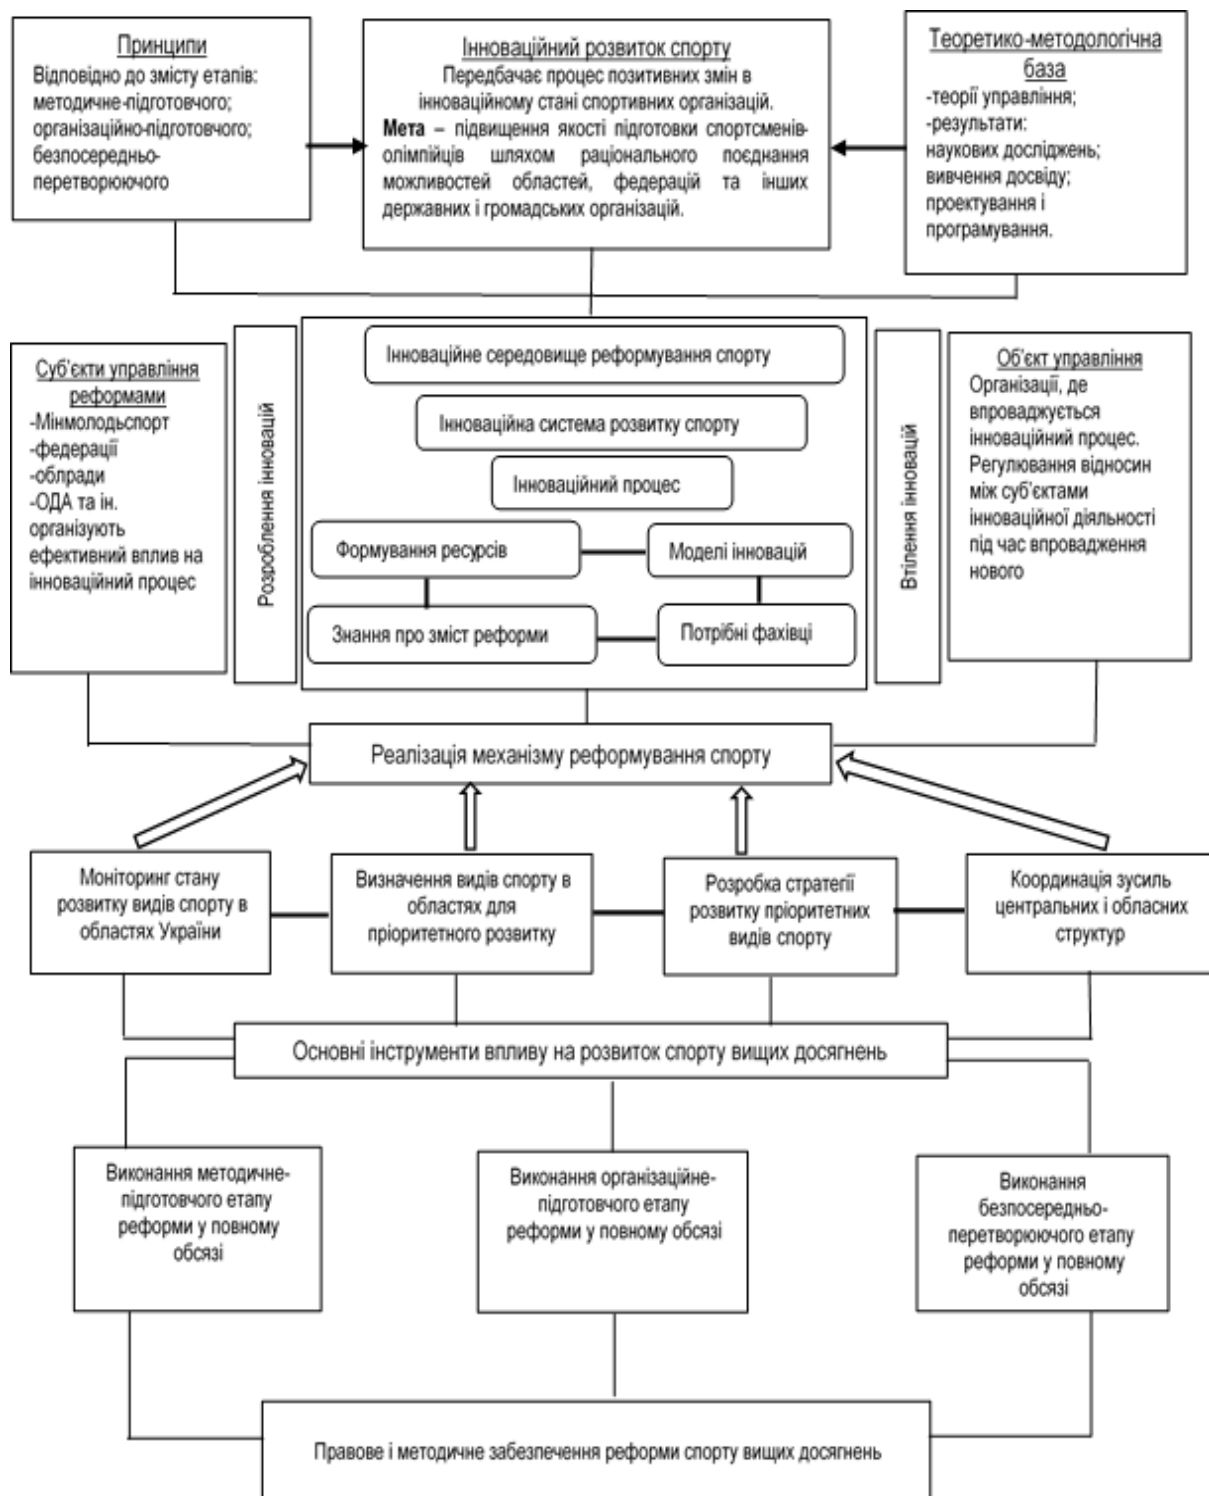 Принципи
Відповідно до змісту етапів:
методичне-підготовчого;
організаційно-підготовчого;
безпосередньо-
перетворюючого
Інноваційний розвиток спорту
Передбачає процес позитивних змін в
інноваційному стані спортивних організацій.
Мета – підвищення якості підготовки спортсменів-
олімпійців шляхом раціонального поєднання
можливостей областей, федерацій та інших
державних і громадських організацій.
Теоретико-методологічна
база
-теорії управління;
-результати:
наукових досліджень;
вивчення досвіду;
проектування і
програмування.
Суб'єкти управління
реформами
-Мінмолодьспорт
-федерації
-облради
-ОДА та ін.
організують
ефективний вплив на
інноваційний процес
Розроблення інновацій
Інноваційне середовище реформування спорту
Інноваційна система розвитку спорту
Інноваційний процес
Формування ресурсів
Моделі інновацій
Знання про зміст реформи
Потрібні фахівці
Втілення інновацій
Об'єкт управління
Організації, де
впроваджується
інноваційний процес.
Регулювання відносин
між суб'єктами
інноваційної діяльності
під час впровадження
нового
Реалізація механізму реформування спорту
Моніторинг стану
розвитку видів спорту в
областях України
Визначення видів спорту в
областях для
пріоритетного розвитку
Розробка стратегії
розвитку пріоритетних
видів спорту
Координація зусиль
центральних і обласних
структур
Основні інструменти впливу на розвиток спорту вищих досягнень
Виконання методичне-
підготовчого етапу
реформи у повному
обсязі
Виконання організаційне-
підготовчого етапу
реформи у повному обсязі
Виконання
безпосередньо-
перетворюючого етапу
реформи у повному
обсязі
Правове і методичне забезпечення реформи спорту вищих досягнень